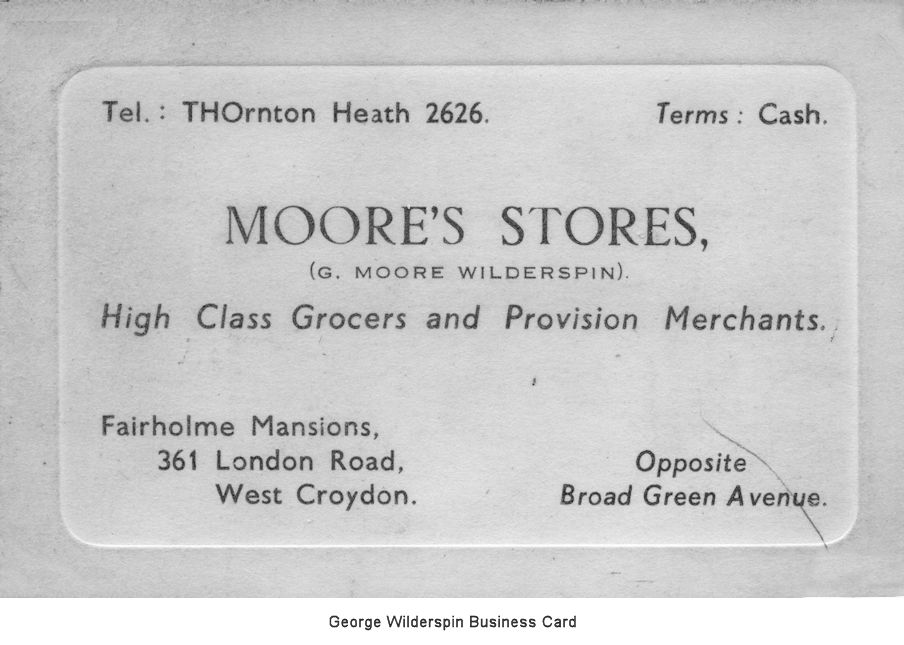 Tel. : THOrnton Heath 2626.
Terms : Cash.
MOORE'S STORES,
(G. MOORE WILDERSPIN).
High Class Grocers and Provision Merchants.
Fairholme Mansions,
361 London Road,
West Croydon.
Opposite
Broad Green Avenue.
George Wilderspin Business Card